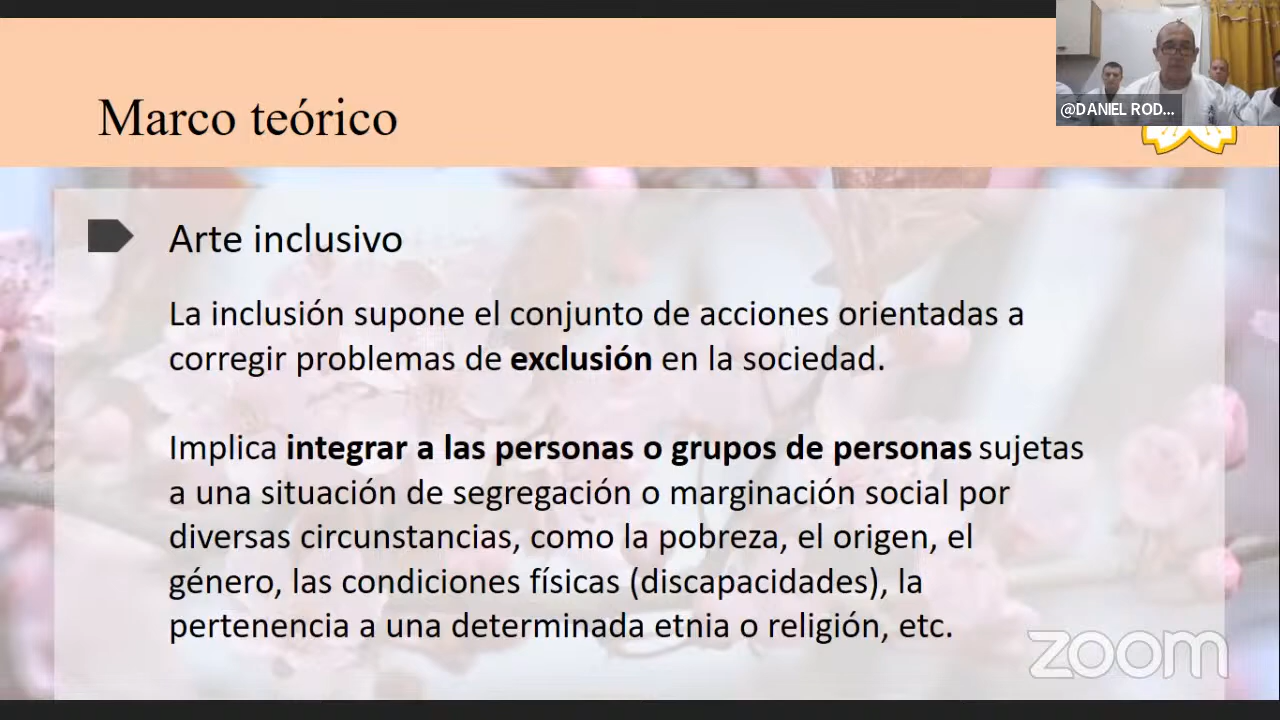 @DANIEL ROD...
Marco teórico
Arte inclusivo
La inclusión supone el conjunto de acciones orientadas a
corregir problemas de exclusión en la sociedad.
Implica integrar a las personas o grupos de personas sujetas
a una situación de segregación o marginación social por
diversas circunstancias, como la pobreza, el origen, el
género, las condiciones físicas (discapacidades), la
pertenencia a una determinada etnia o religión, etc.
zoom